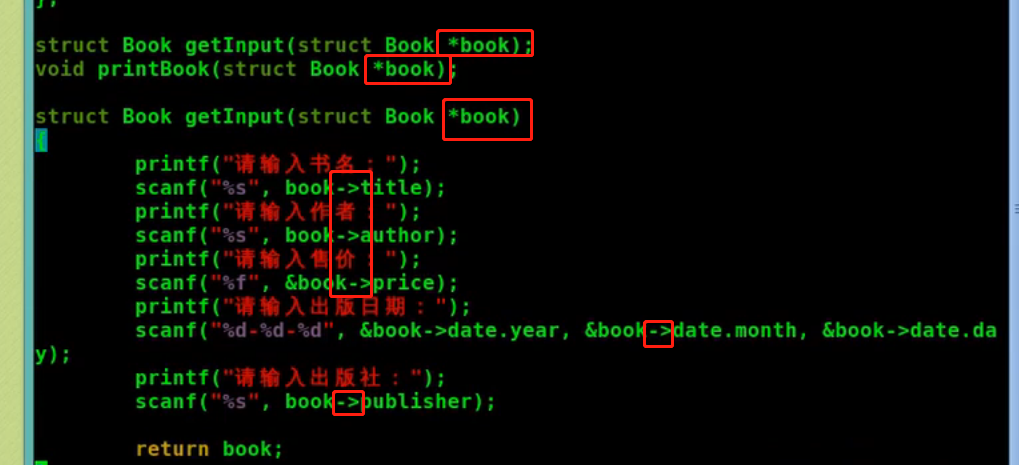 };
struct Book getInput(struct Book *book);
void printBook(struct Book *book);
struct Book getInput(struct Book *book)
{
printf("请输入书名：");
scanf("%s", book->title);
printf("请输入作者：");
scanf("%s", book->author);
printf("请输入售价：");
scanf("%f", &book->price);
printf("请输入出版日期：");
scanf("%d-%d-%d", &book->date.year, &book->date.month, &book->date.da
y);
printf("请输入出版社：");
scanf("%s", book->publisher);
return book;